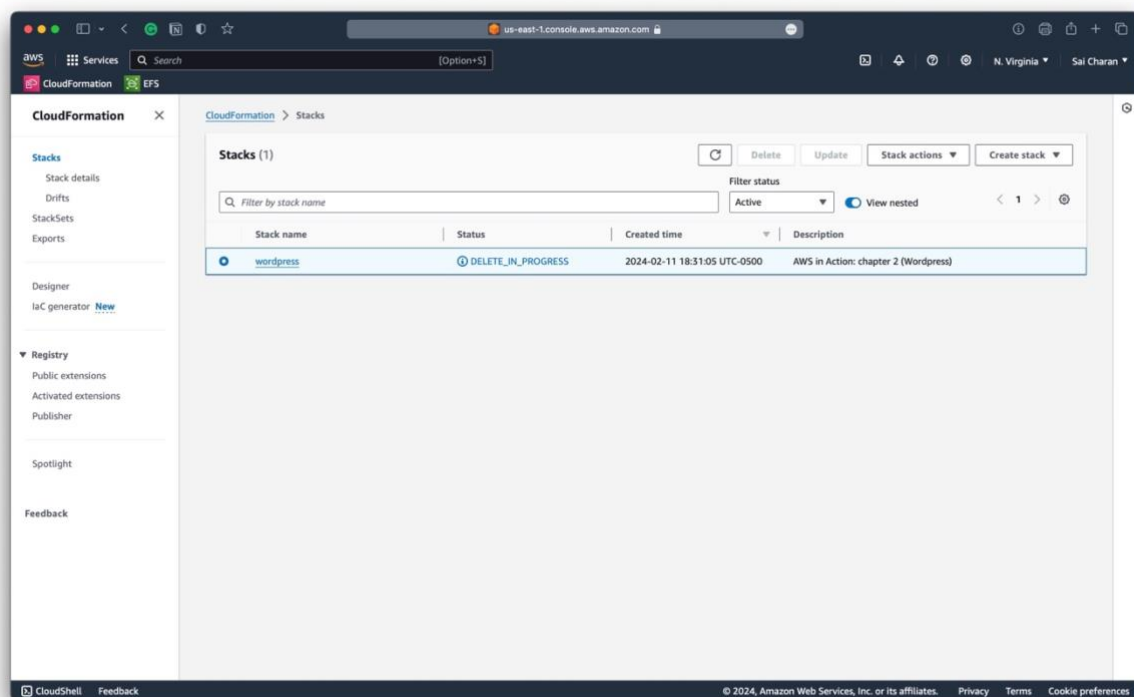 us-east-1.console.aws.amazon.com
aws Services Search [Option+S] N. Virginia Sai Charan
CloudFormation EFS
CloudFormation
Stacks
Stack details
Drifts
StackSets
Exports
Designer
IaC generator New
Registry
Public extensions
Activated extensions
Publisher
Spotlight
Feedback
CloudFormation > Stacks
Stacks (1) Delete Update Stack actions Create stack
Filter status
Filter by stack name Active View nested < 1 >
Stack name Status Created time Description
wordpress DELETE_IN_PROGRESS 2024-02-11 18:31:05 UTC-0500 AWS in Action: chapter 2 (Wordpress)
CloudShell Feedback © 2024, Amazon Web Services, Inc. or its affiliates. Privacy Terms Cookie preferences